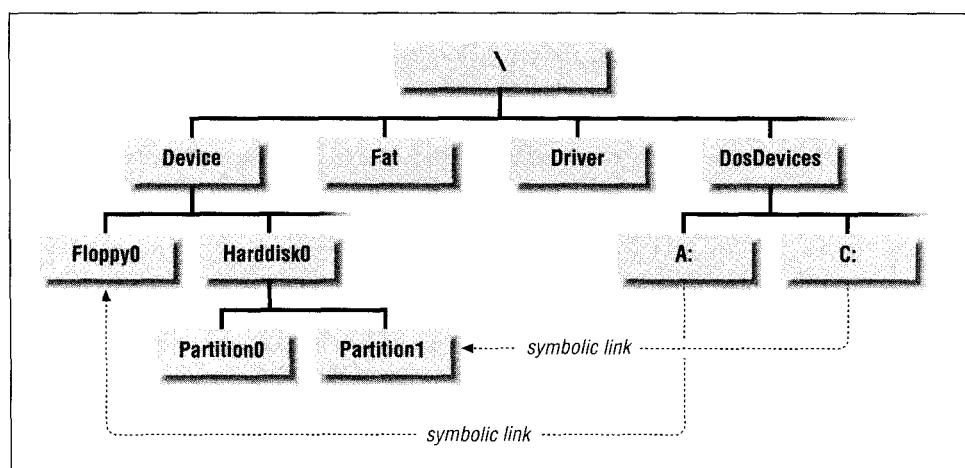 \
Device
Fat
Driver
DosDevices
Floppy0
Harddisk0
A:
C:
Partition0
Partition1
symbolic link
symbolic link